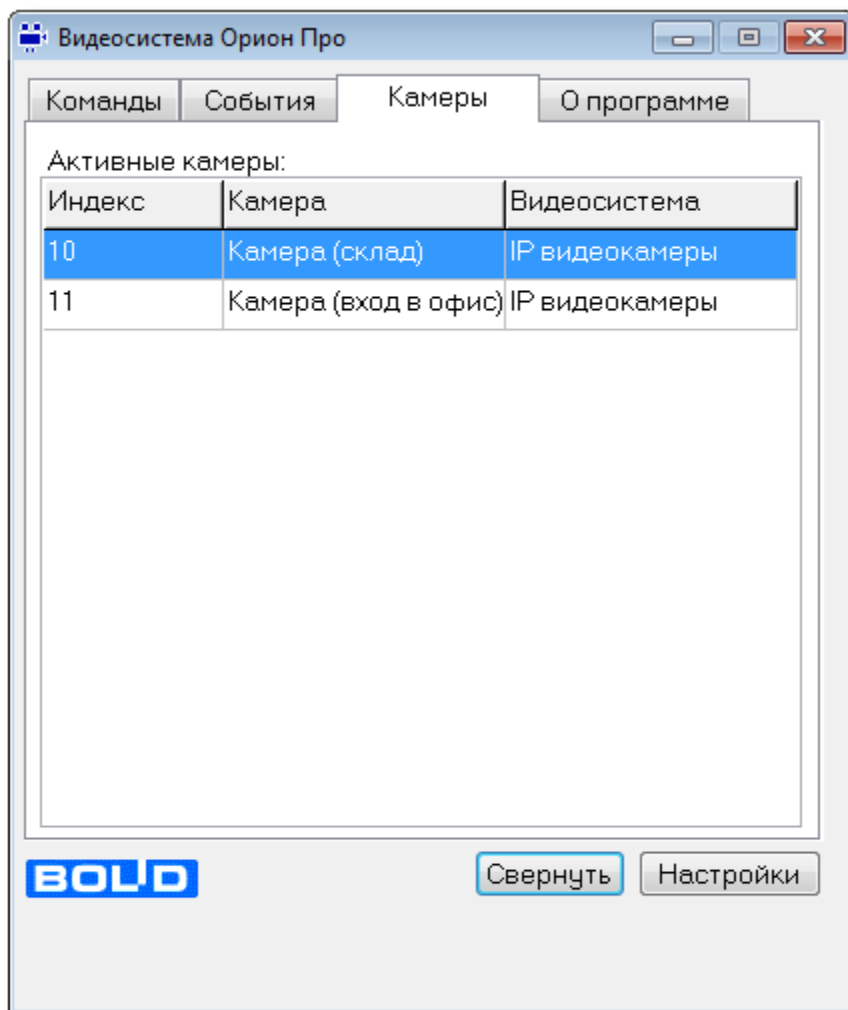 Видеосистема Орион Про
Команды События Камеры О программе
Активные камеры:
Индекс Камера Видеосистема
10 Камера (склад) IP видеокамеры
11 Камера (вход в офис) IP видеокамеры
BOLID Свернуть Настройки